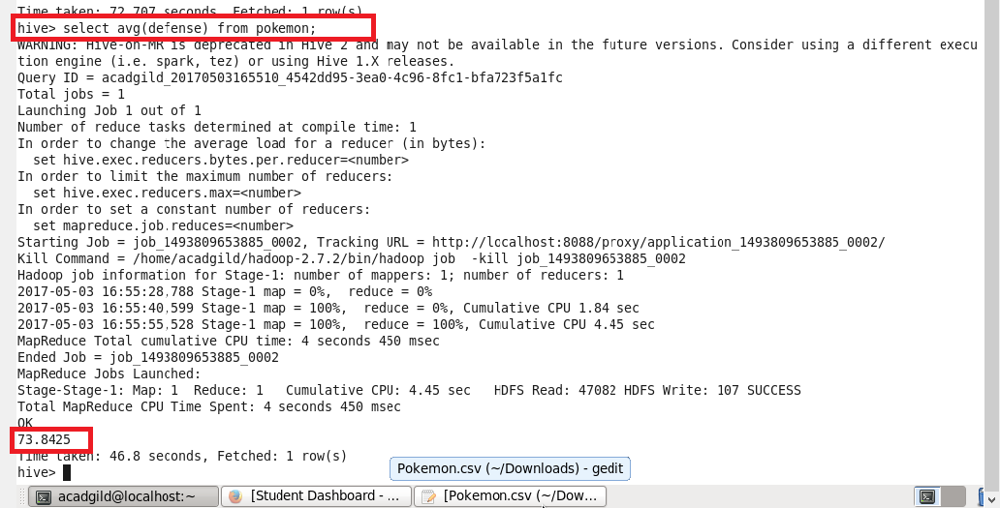 Time taken: 72.707 seconds, Fetched: 1 row(s)
hive> select avg(defense) from pokemon;
WARNING: Hive-on-MR is deprecated in Hive 2 and may not be available in the future versions. Consider using a different execu
tion engine (i.e. spark, tez) or using Hive 1.X releases.
Query ID = acadgild_20170503165510_4542dd95-3ea0-4c96-8fc1-bfa723f5a1fc
Total jobs = 1
Launching Job 1 out of 1
Number of reduce tasks determined at compile time: 1
In order to change the average load for a reducer (in bytes):
  set hive.exec.reducers.bytes.per.reducer=<number>
In order to limit the maximum number of reducers:
  set hive.exec.reducers.max=<number>
In order to set a constant number of reducers:
  set mapreduce.job.reduces=<number>
Starting Job = job_1493809653885_0002, Tracking URL = http://localhost:8088/proxy/application_1493809653885_0002/
Kill Command = /home/acadgild/hadoop-2.7.2/bin/hadoop job  -kill job_1493809653885_0002
Hadoop job information for Stage-1: number of mappers: 1; number of reducers: 1
2017-05-03 16:55:28,788 Stage-1 map = 0%,  reduce = 0%
2017-05-03 16:55:40,599 Stage-1 map = 100%,  reduce = 0%, Cumulative CPU 1.84 sec
2017-05-03 16:55:55,528 Stage-1 map = 100%,  reduce = 100%, Cumulative CPU 4.45 sec
MapReduce Total cumulative CPU time: 4 seconds 450 msec
Ended Job = job_1493809653885_0002
MapReduce Jobs Launched:
Stage-Stage-1: Map: 1  Reduce: 1   Cumulative CPU: 4.45 sec   HDFS Read: 47082 HDFS Write: 107 SUCCESS
Total MapReduce CPU Time Spent: 4 seconds 450 msec
OK
73.8425
Time taken: 46.8 seconds, Fetched: 1 row(s)
hive>
Pokemon.csv (~/Downloads) - gedit
acadgild@localhost:~
[Student Dashboard - ...
[Pokemon.csv (~/Dow...